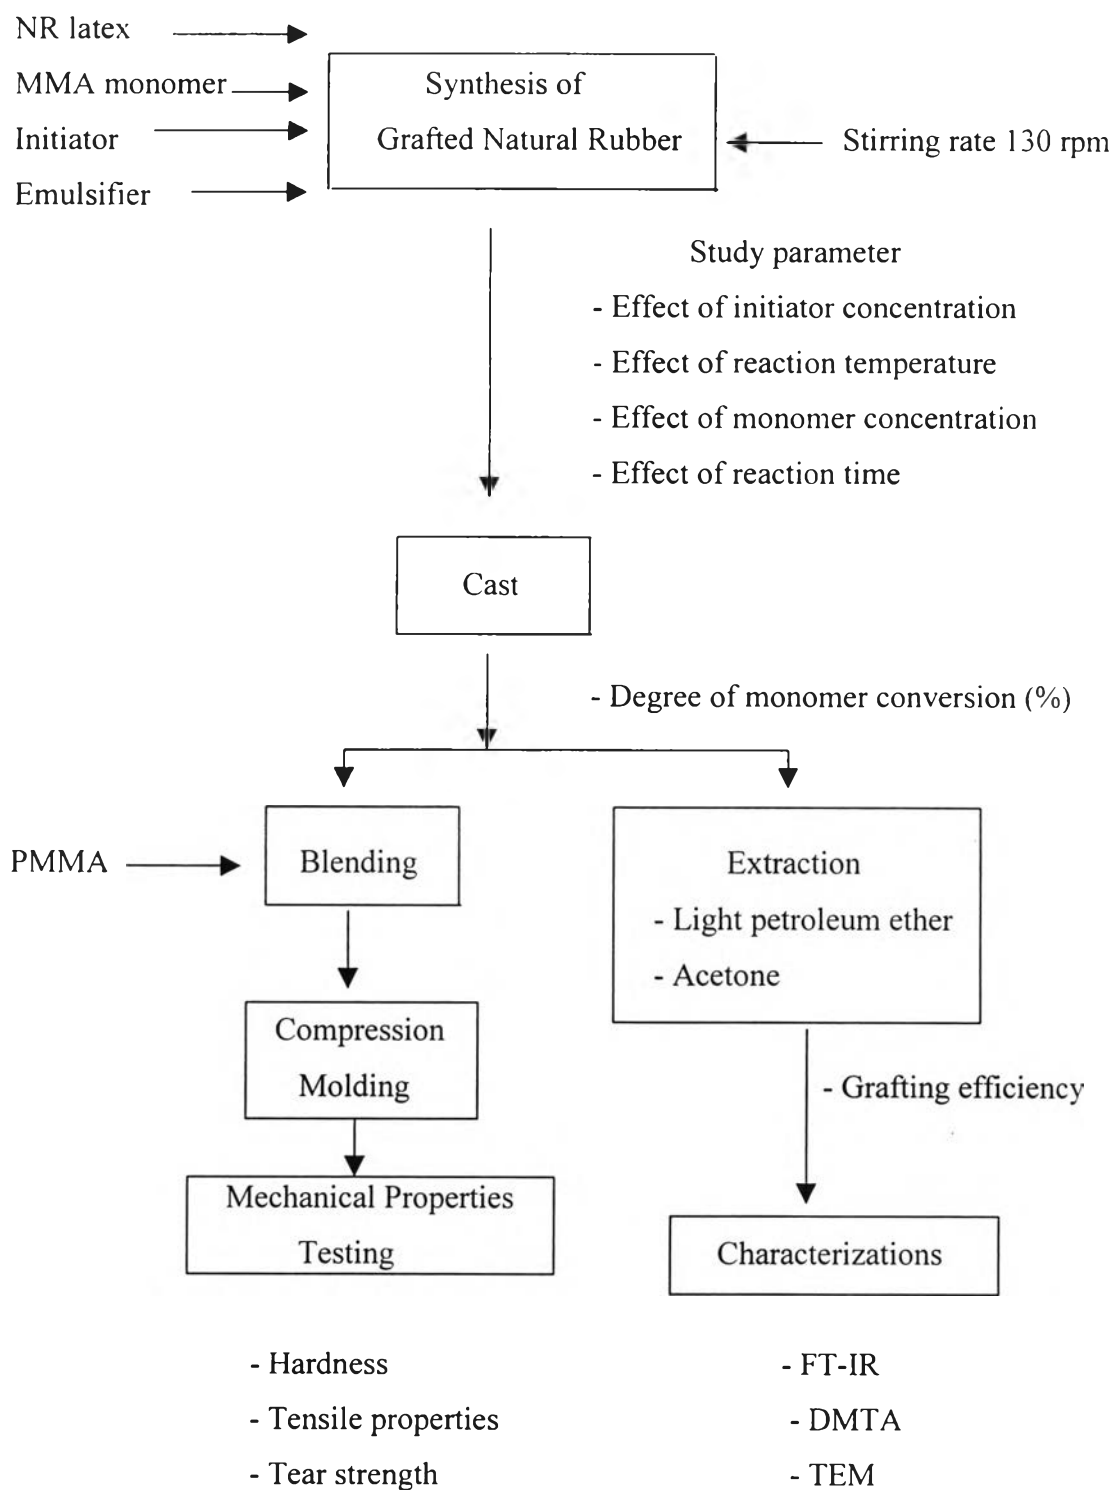 NR latex
MMA monomer
Initiator
Emulsifier
Synthesis of
Grafted Natural Rubber
Stirring rate 130 rpm
Study parameter
- Effect of initiator concentration
- Effect of reaction temperature
- Effect of monomer concentration
- Effect of reaction time
Cast
- Degree of monomer conversion (%)
PMMA
Blending
Extraction
- Light petroleum ether
- Acetone
Compression
Molding
- Grafting efficiency
Mechanical Properties
Testing
Characterizations
- Hardness
- Tensile properties
- Tear strength
- FT-IR
- DMTA
- TEM